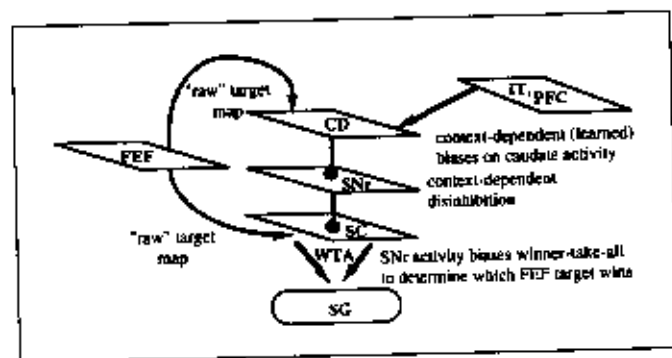 "raw" target
map
IT, PFC
CD
context-dependent (learned)
biases on caudate activity
FEF
SNr
context-dependent
disinhibition
SC
"raw" target
map
WTA
SNr activity biases winner-take-all
to determine which FEF target wins
SG